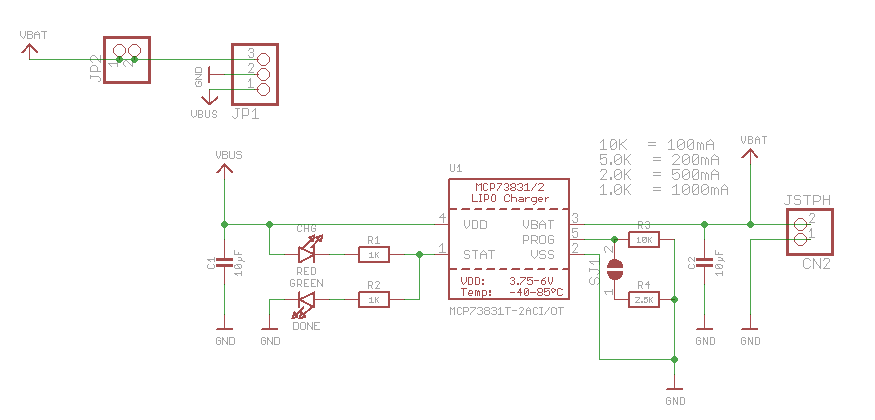 VBAT
JP2
1
2
3
2
1
GND
VBUS
JP1
VBUS
C1
10µF
GND
CHG
RED
GREEN
DONE
GND
R1
1K
R2
1K
U1
MCP73831/2
LIPO Charger
4
VDD
1
STAT
VBAT
3
PROG
5
VSS
2
VDD: 3.75-6V
Temp: -40-85°C
MCP73831T-2ACI/OT
10K = 100mA
5.0K = 200mA
2.0K = 500mA
1.0K = 1000mA
R3
10K
SJ1
2
1
R4
2.5K
GND
C2
10µF
GND
VBAT
GND
JSTPH
2
1
CN2